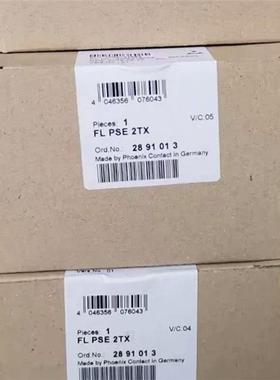 4 046356 076043
Pieces: 1
V/C.05
FL PSE 2TX
Ord.No.: 28 91 01 3
Made by Phoenix Contact in Germany
4 046356 076043
Pieces: 1
V/C.04
FL PSE 2TX
Ord.No.: 28 91 01 3
Made by Phoenix Contact in Germany